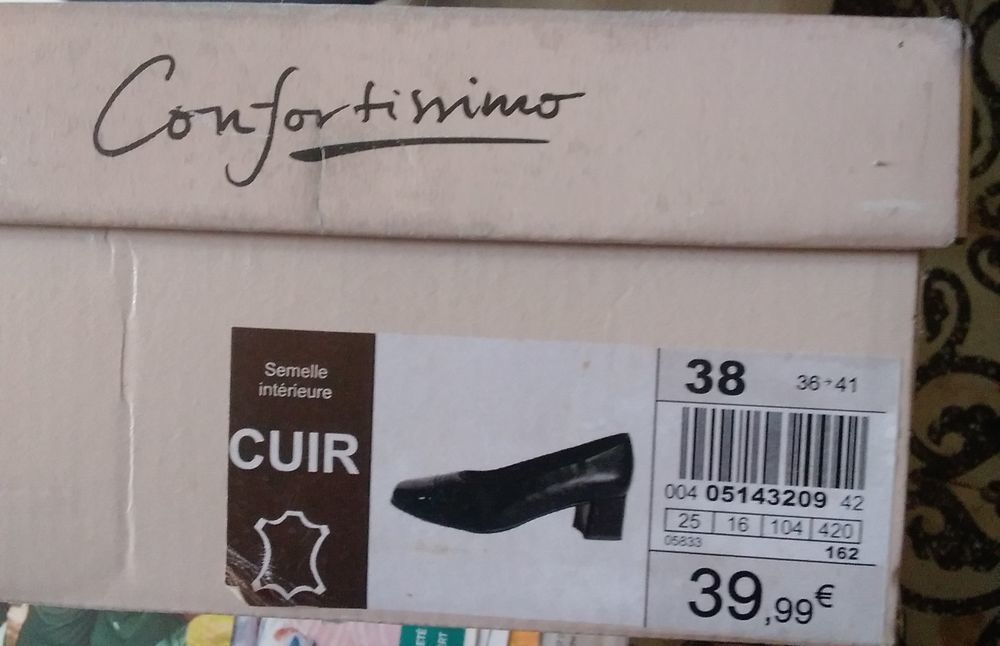 Confortissimo
Semelle
intérieure
CUIR
38 36→41
004 05143209 42
25 16 104 420
05833
162
39,99€